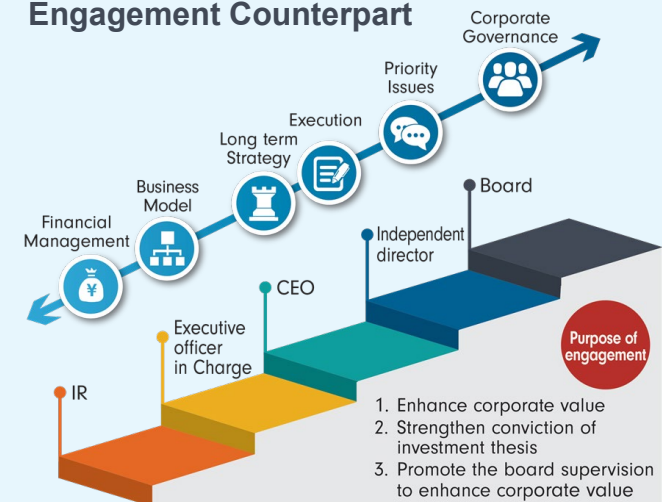 Engagement Counterpart
Corporate
Governance
Priority
Issues
Execution
Long term
Strategy
Business
Model
Financial
Management
¥
Board
Independent
director
CEO
Executive
officer
in Charge
IR
Purpose of
engagement
1. Enhance corporate value
2. Strengthen conviction of
investment thesis
3. Promote the board supervision
to enhance corporate value